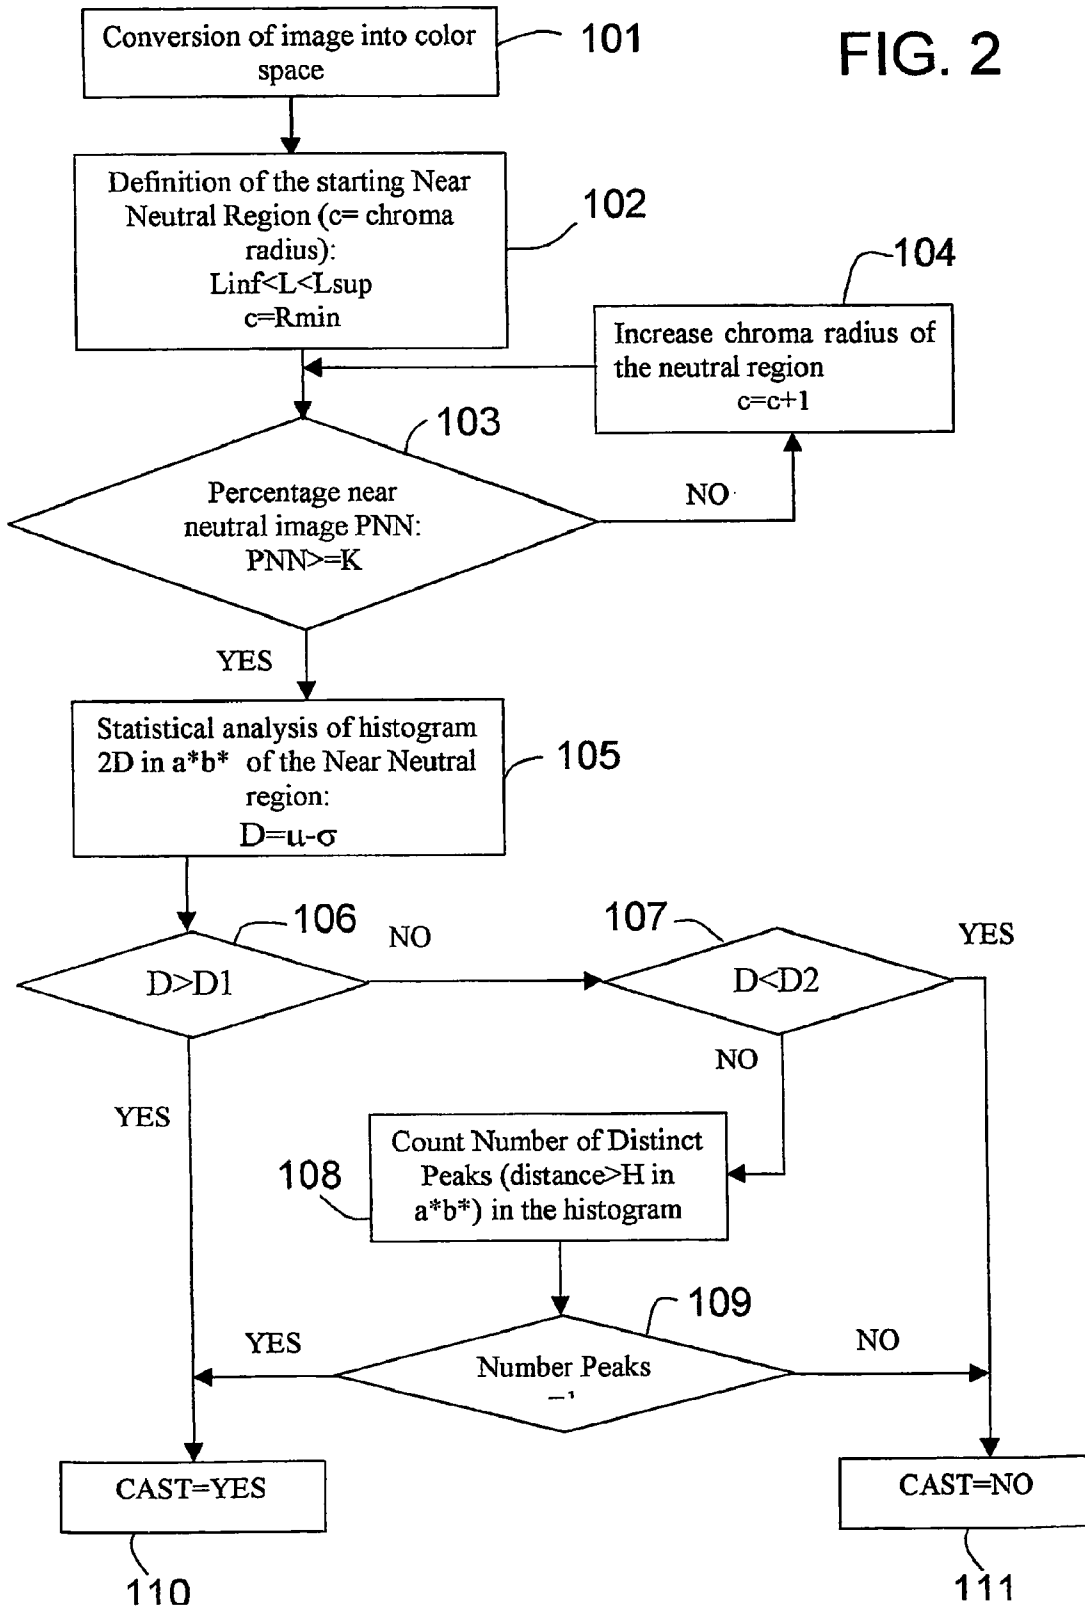 FIG. 2
Conversion of image into color
space
101
Definition of the starting Near
Neutral Region (c= chroma
radius):
Linf<L<Lsup
c=Rmin
102
104
Increase chroma radius of
the neutral region
c=c+1
103
Percentage near
neutral image PNN:
PNN>=K
NO
YES
Statistical analysis of histogram
2D in a*b* of the Near Neutral
region:
D=μ-σ
105
106
D>D1
NO
107
D<D2
YES
NO
YES
Count Number of Distinct
Peaks (distance>H in
a*b*) in the histogram
108
109
Number Peaks
YES
NO
CAST=YES
CAST=NO
110
111